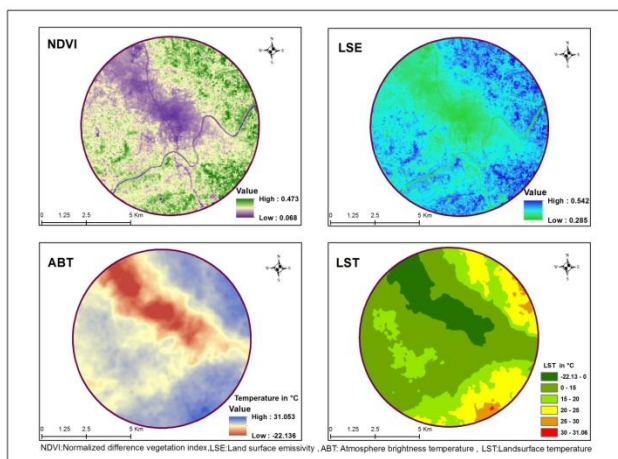 NDVI
N
W E
S
Value
High : 0.473
Low : 0.068
0 1.25 2.5 5 Km
LSE
N
W E
S
Value
High : 0.542
Low : 0.285
0 1.25 2.5 5 Km
ABT
N
W E
S
Temperature in °C
Value
High : 31.053
Low : -22.136
0 1.25 2.5 5 Km
LST
N
W E
S
LST in °C
-22.13 - 0
0 - 15
15 - 20
20 - 25
25 - 30
30 - 31.06
0 1.25 2.5 5 Km
NDVI:Normalized difference vegetation index,LSE:Land surface emissivity , ABT: Atmosphere brightness temperature , LST:Landsurface temperature